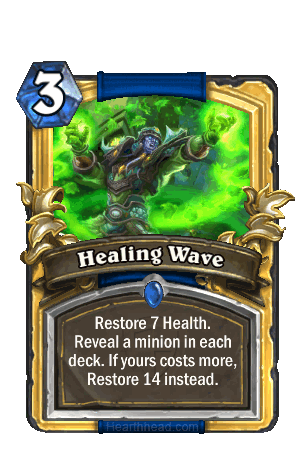 3
Healing Wave
Restore 7 Health.
Reveal a minion in each
deck. If yours costs more,
Restore 14 instead.
Hearthhead.com